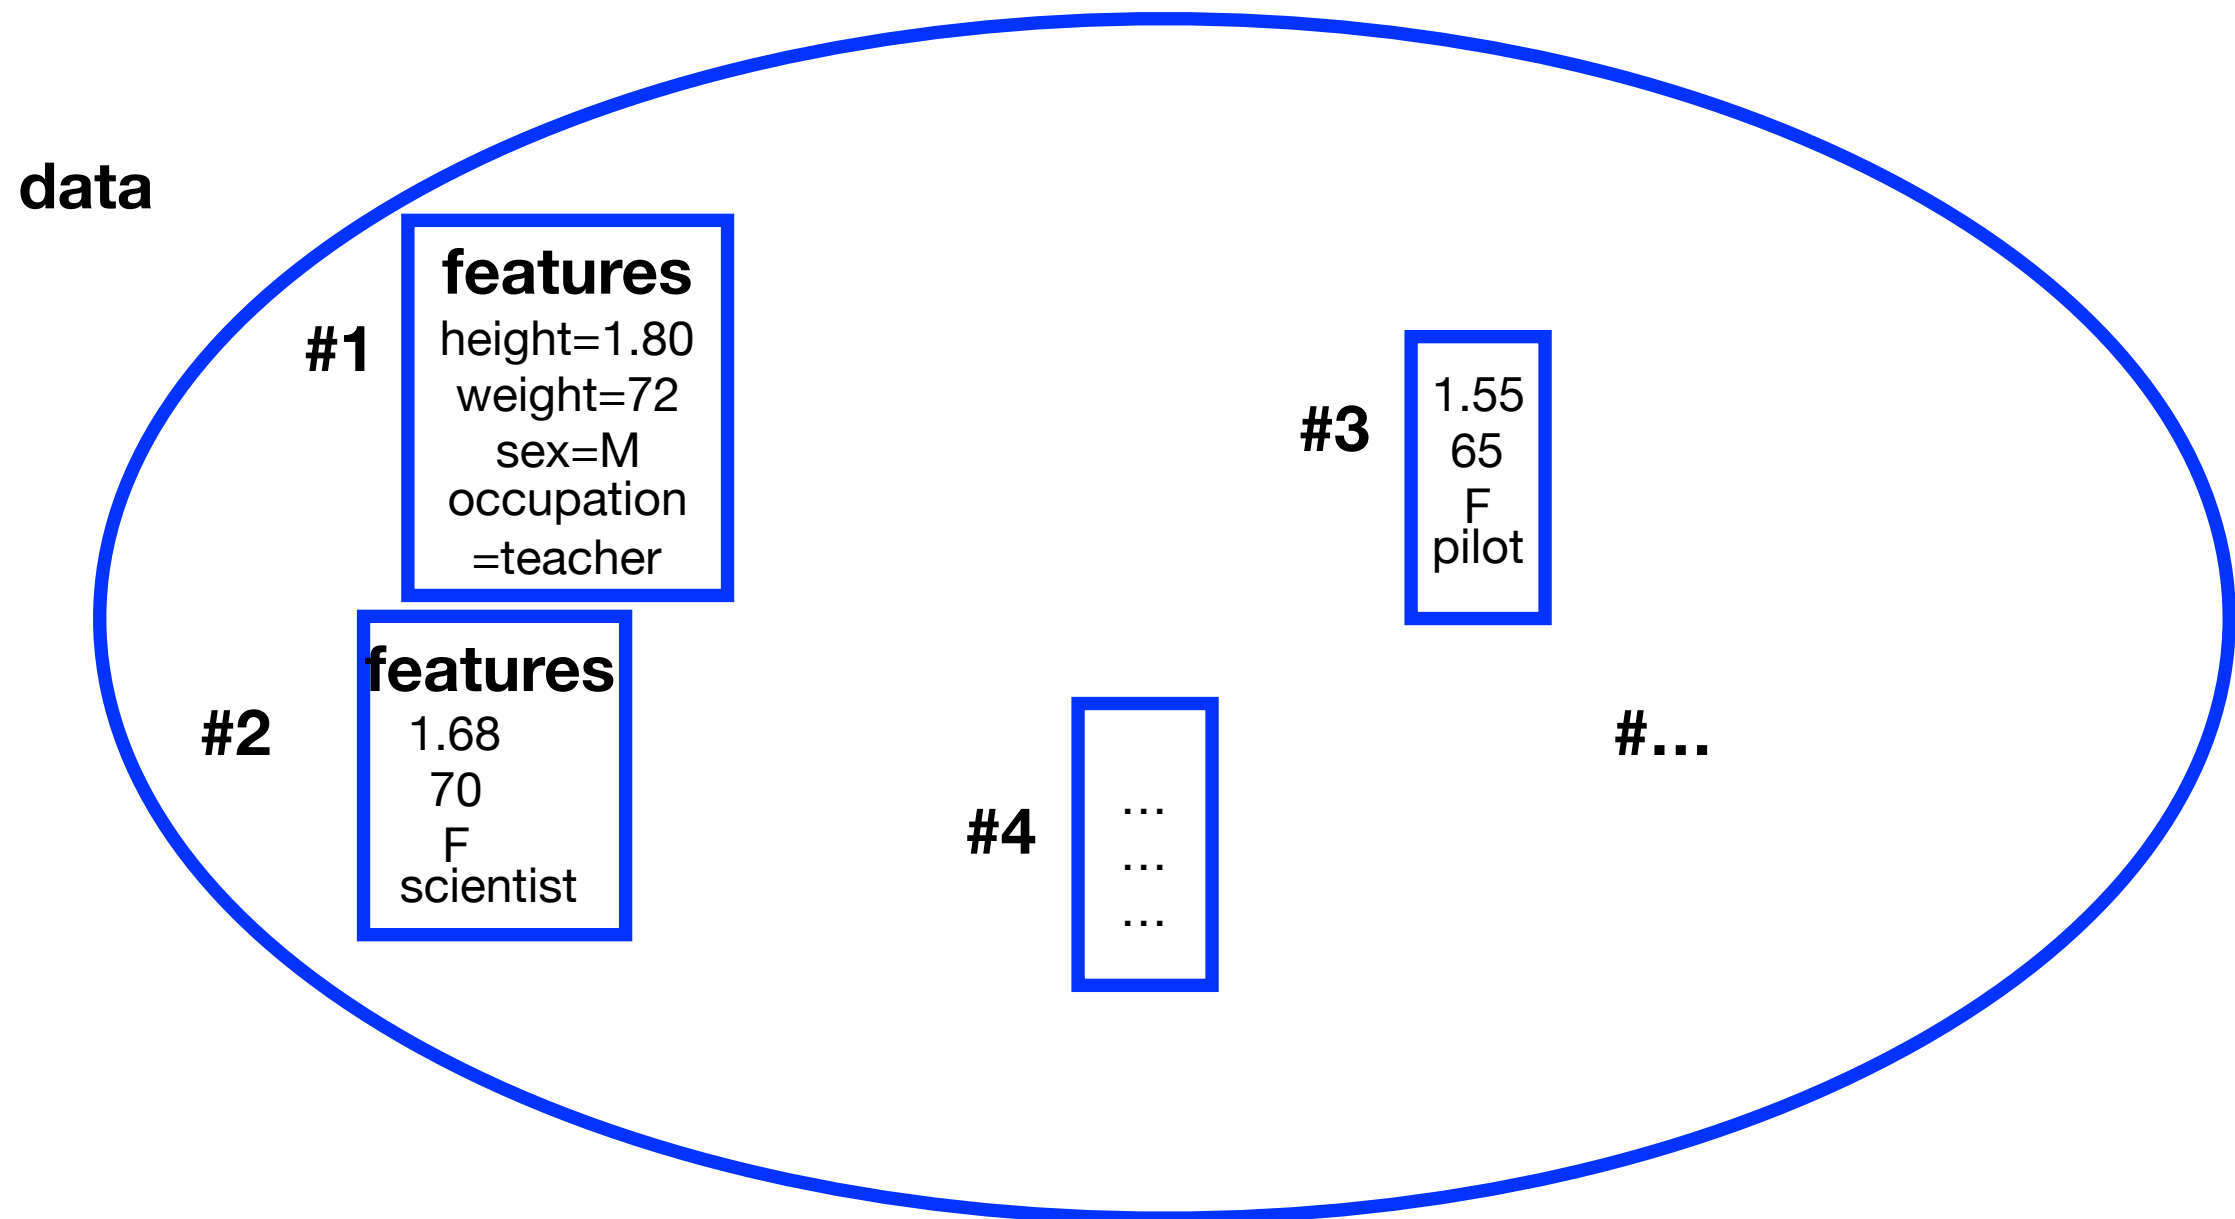 data
#1
features
height=1.80
weight=72
sex=M
occupation
=teacher
#2
features
1.68
70
F
scientist
#3
1.55
65
F
pilot
#4
...
...
...
#...